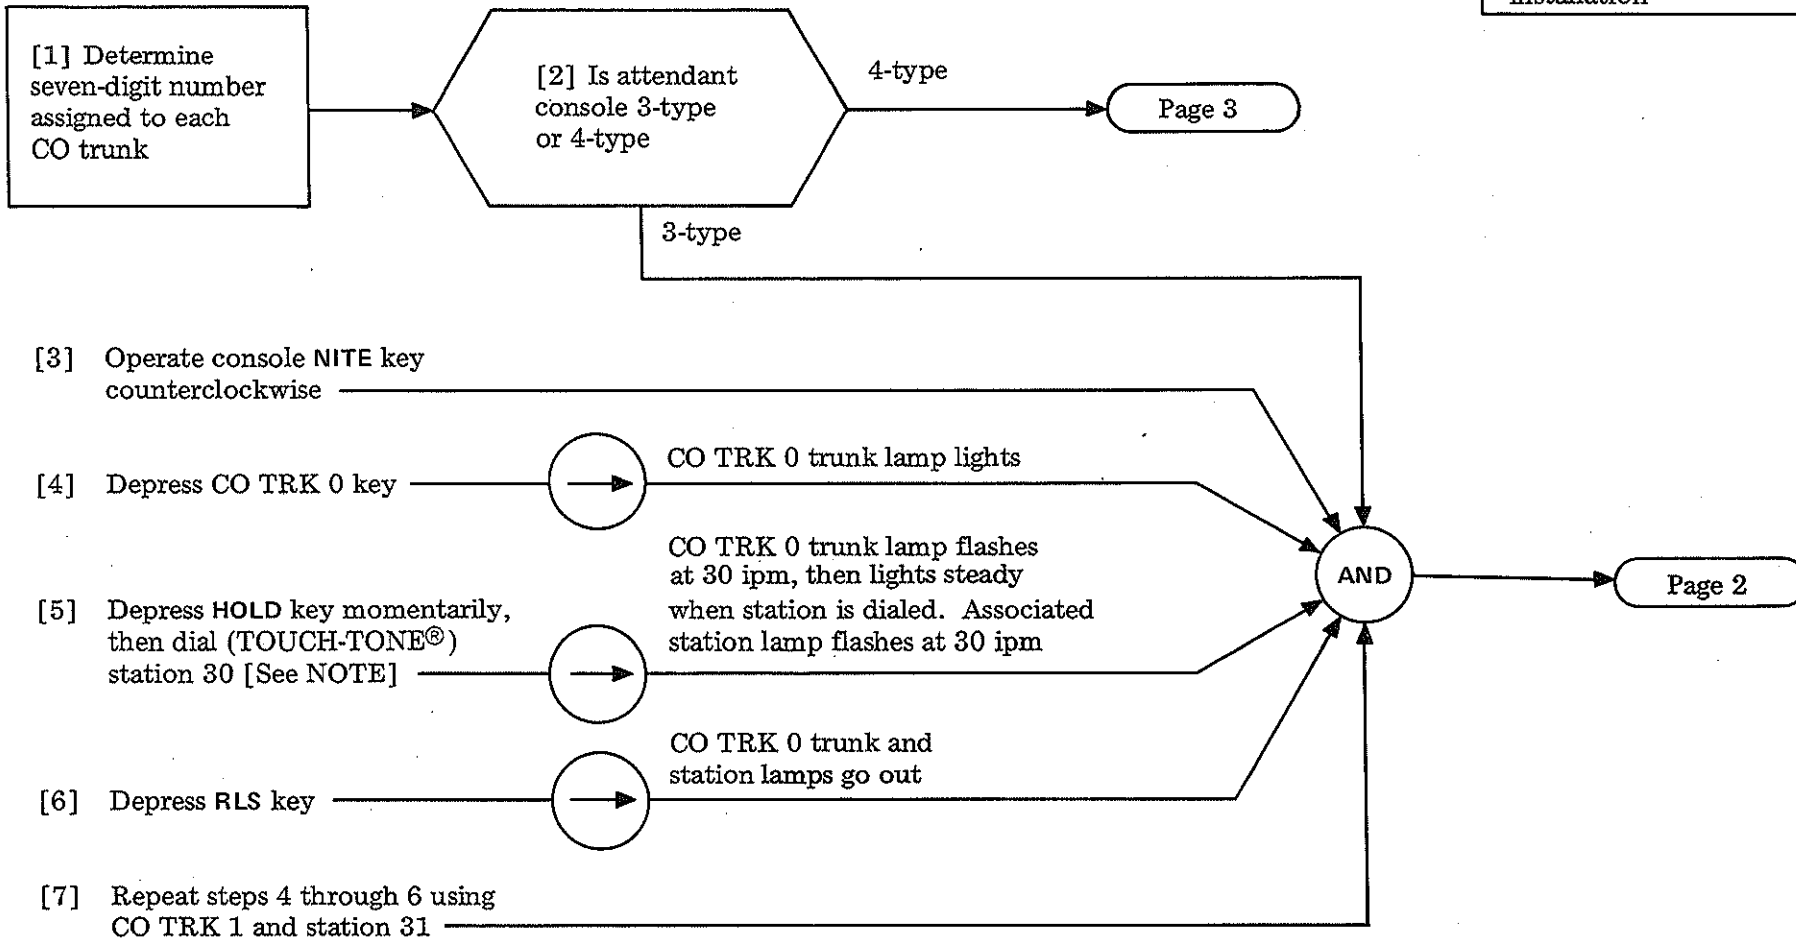 installation
[1] Determine
seven-digit number
assigned to each
CO trunk
[2] Is attendant
console 3-type
or 4-type
4-type
Page 3
3-type
[3] Operate console NITE key
counterclockwise
[4] Depress CO TRK 0 key
CO TRK 0 trunk lamp lights
[5] Depress HOLD key momentarily,
then dial (TOUCH-TONE®)
station 30 [See NOTE]
CO TRK 0 trunk lamp flashes
at 30 ipm, then lights steady
when station is dialed. Associated
station lamp flashes at 30 ipm
AND
Page 2
[6] Depress RLS key
CO TRK 0 trunk and
station lamps go out
[7] Repeat steps 4 through 6 using
CO TRK 1 and station 31